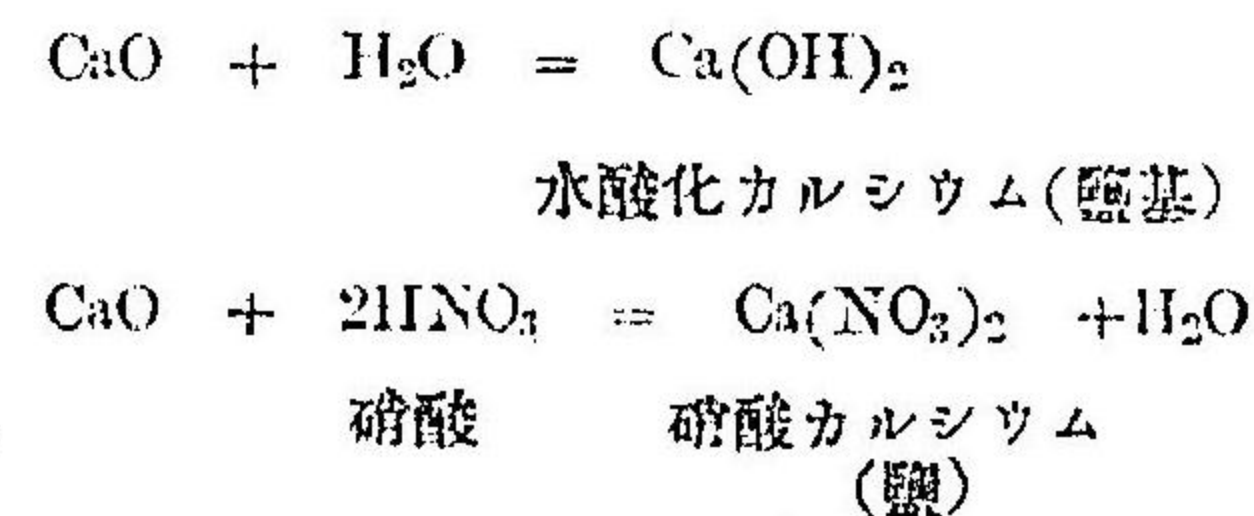 CaO + H₂O = Ca(OH)₂
水酸化カルシウム(鹽基)
CaO + 2HNO₃ = Ca(NO₃)₂ +H₂O
硝酸 硝酸カルシウム
(鹽)